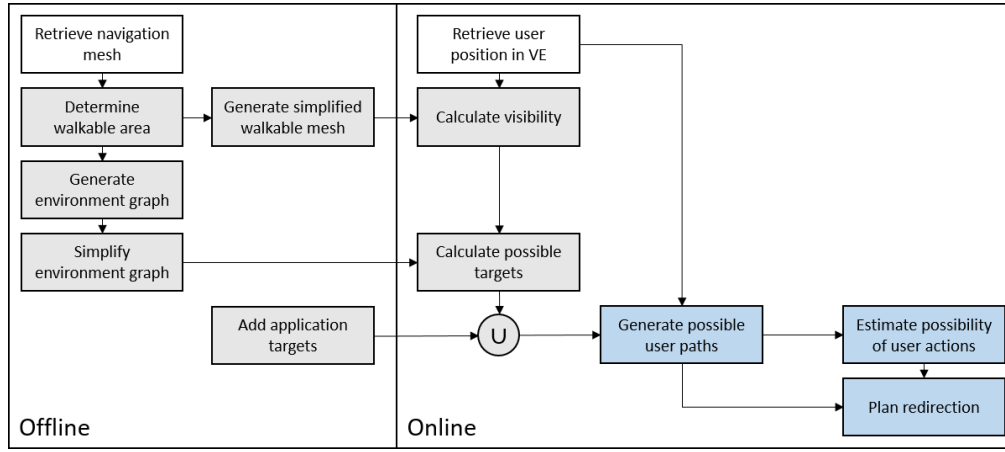 Retrieve navigation
mesh
Determine
walkable area
Generate simplified
walkable mesh
Generate
environment graph
Simplify
environment graph
Add application
targets
Offline
Retrieve user
position in VE
Calculate visibility
Calculate possible
targets
U
Generate possible
user paths
Estimate possibility
of user actions
Plan redirection
Online